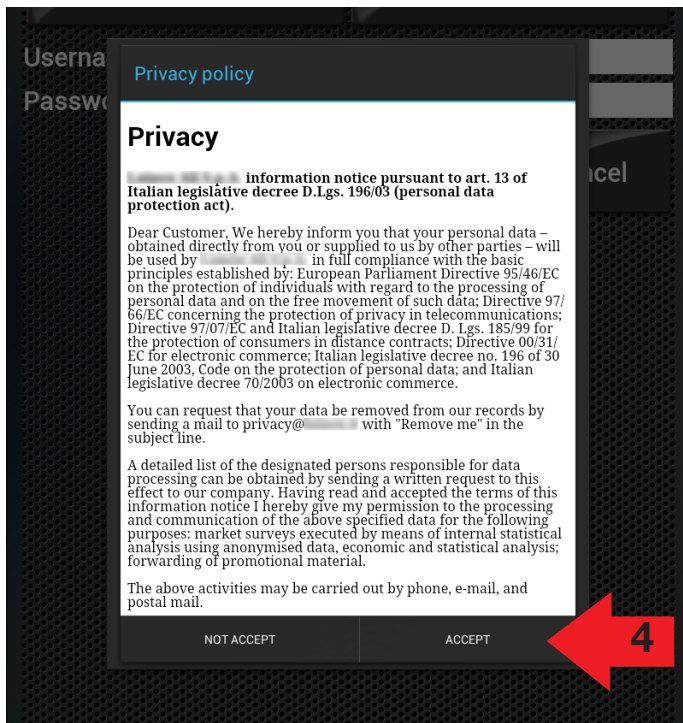 Userna
Passwo
ncel
Privacy policy
Privacy
information notice pursuant to art. 13 of
Italian legislative decree D.Lgs. 196/03 (personal data
protection act).
Dear Customer, We hereby inform you that your personal data –
obtained directly from you or supplied to us by other parties – will
be used by in full compliance with the basic
principles established by: European Parliament Directive 95/46/EC
on the protection of individuals with regard to the processing of
personal data and on the free movement of such data; Directive 97/
66/EC concerning the protection of privacy in telecommunications;
Directive 97/07/EC and Italian legislative decree D. Lgs. 185/99 for
the protection of consumers in distance contracts; Directive 00/31/
EC for electronic commerce; Italian legislative decree no. 196 of 30
June 2003, Code on the protection of personal data; and Italian
legislative decree 70/2003 on electronic commerce.
You can request that your data be removed from our records by
sending a mail to privacy@ with "Remove me" in the
subject line.
A detailed list of the designated persons responsible for data
processing can be obtained by sending a written request to this
effect to our company. Having read and accepted the terms of this
information notice I hereby give my permission to the processing
and communication of the above specified data for the following
purposes: market surveys executed by means of internal statistical
analysis using anonymised data, economic and statistical analysis;
forwarding of promotional material.
The above activities may be carried out by phone, e-mail, and
postal mail.
NOT ACCEPT
ACCEPT
4